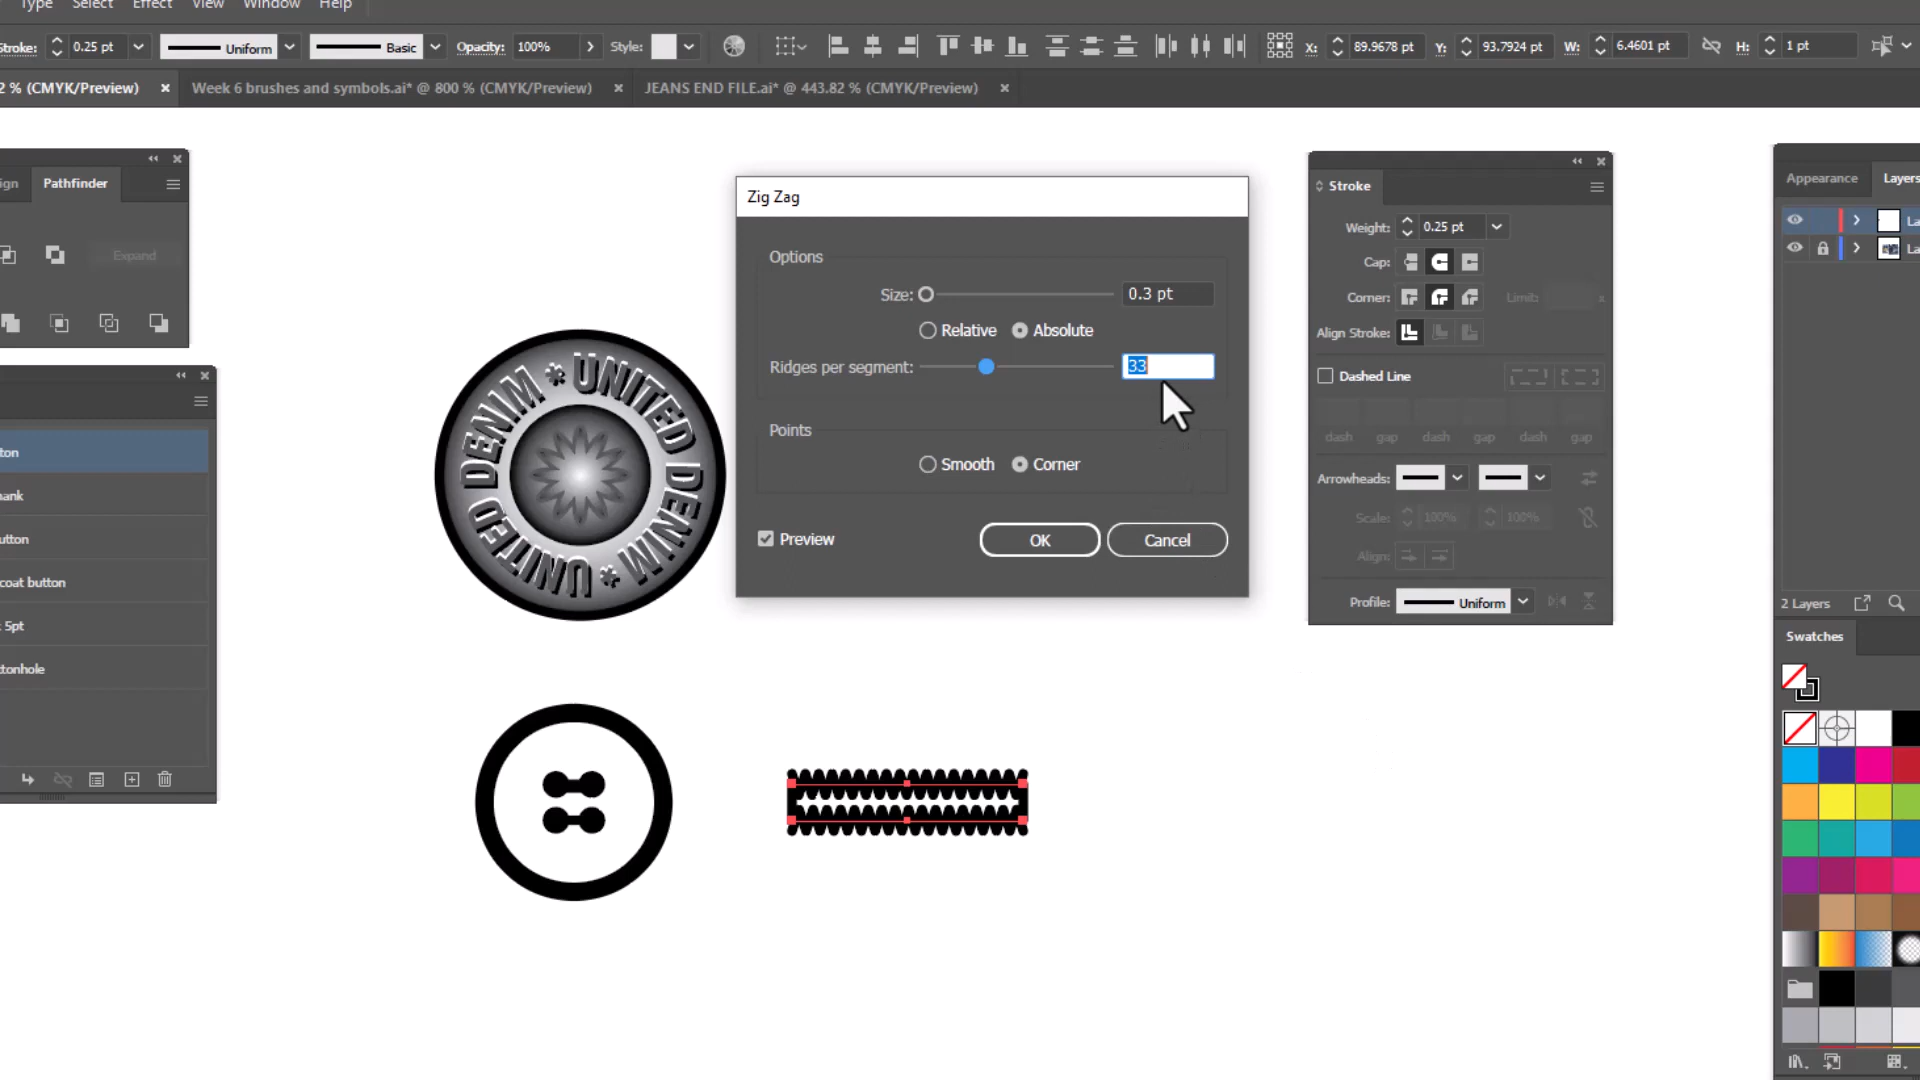 Type Select Effect View Window Help
Stroke: 0.25 pt Uniform Basic Opacity: 100% Style: X: 89.9678 pt Y: 93.7924 pt W: 6.4601 pt H: 1 pt
2 % (CMYK/Preview) × Week 6 brushes and symbols.ai* @ 800 % (CMYK/Preview) × JEANS END FILE.ai* @ 443.82 % (CMYK/Preview) ×
ign Pathfinder
Expand
ton
hank
utton
coat button
: 5pt
ttonhole
UNITED DENIM * UNITED DENIM *
Zig Zag
Options
Size: 0.3 pt
Relative Absolute
Ridges per segment: 33
Points
Smooth Corner
Preview OK Cancel
Stroke
Weight: 0.25 pt
Cap:
Corner: Limit: x
Align Stroke:
Dashed Line
dash gap dash gap dash gap
Arrowheads:
Scale: 100% 100%
Align:
Profile: Uniform
Appearance Layers
La
La
2 Layers
Swatches